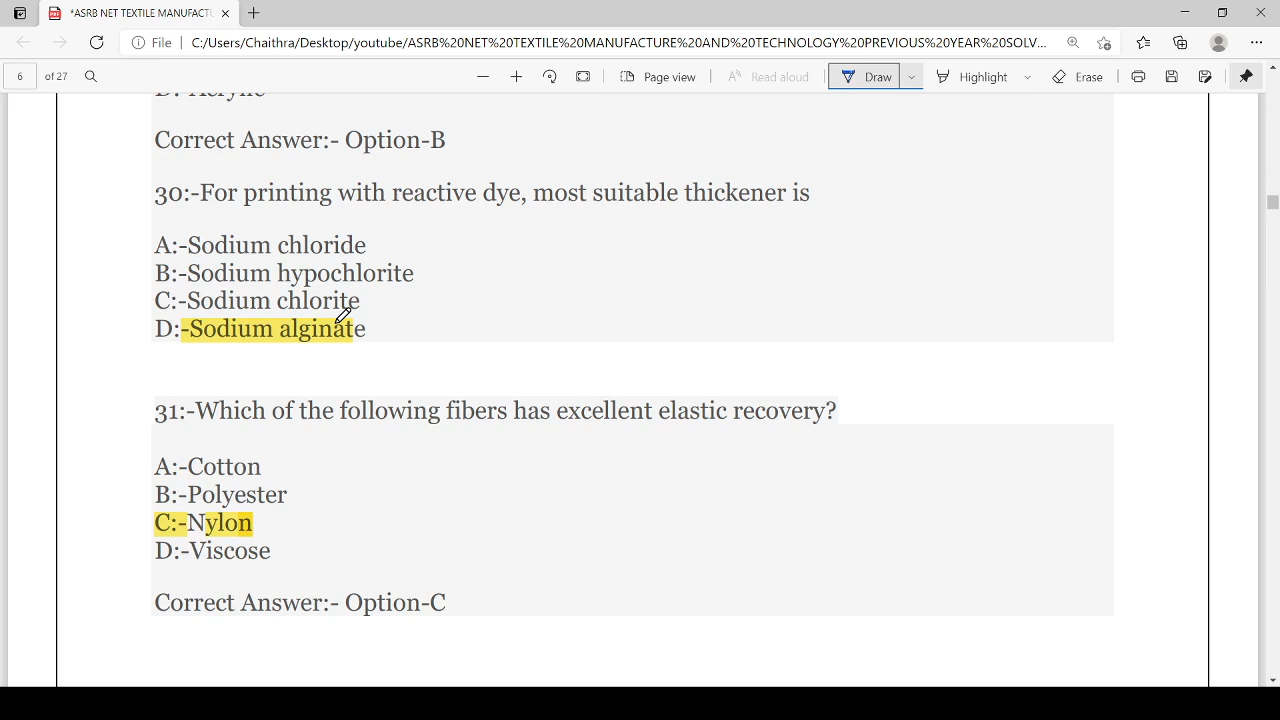 *ASRB NET TEXTILE MANUFACTU
File
C:/Users/Chaithra/Desktop/youtube/ASRB%20NET%20TEXTILE%20MANUFACTURE%20AND%20TECHNOLOGY%20PREVIOUS%20YEAR%20SOLV...
6 of 27
Page view
Read aloud
Draw
Highlight
Erase
D:-Acrylic
Correct Answer:- Option-B
30:-For printing with reactive dye, most suitable thickener is
A:-Sodium chloride
B:-Sodium hypochlorite
C:-Sodium chlorite
D:-Sodium alginate
31:-Which of the following fibers has excellent elastic recovery?
A:-Cotton
B:-Polyester
C:-Nylon
D:-Viscose
Correct Answer:- Option-C